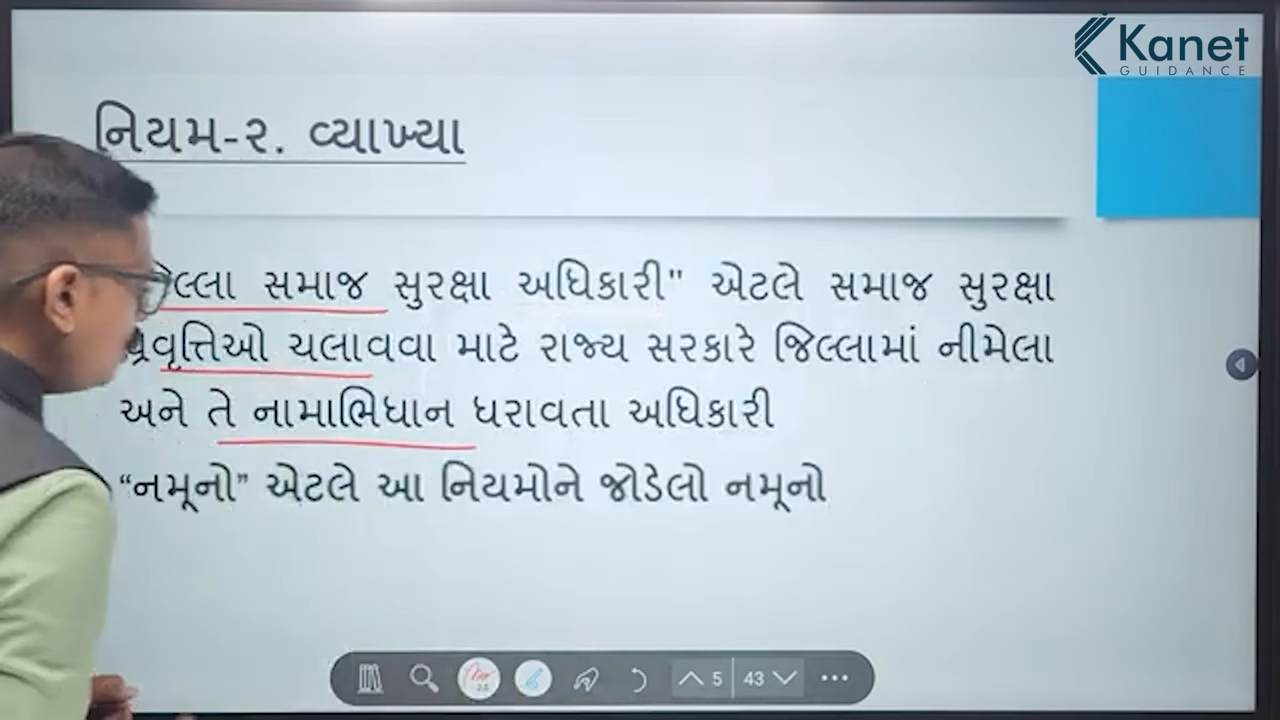 Kanet
GUIDANCE
નિયમ-૨. વ્યાખ્યા
સમાજ સુરક્ષા અધિકારી" એટલે સમાજ સુરક્ષા
ચલાવવા માટે રાજ્ય સરકારે જિલ્લામાં નીમેલા
અને તે નામાભિધાન ધરાવતા અધિકારી
“નમૂનો” એટલે આ નિયમોને જોડેલો નમૂનો
5 43